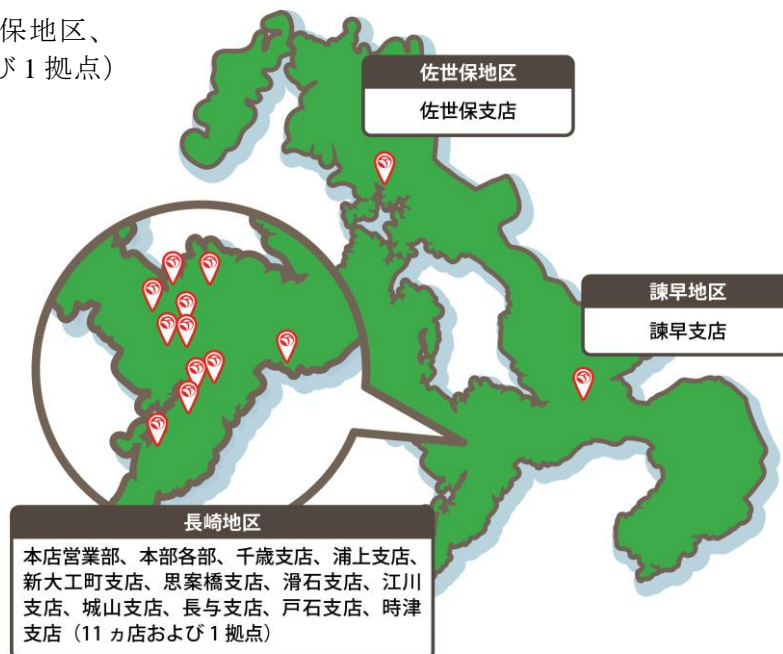 保地区、
び1拠点）
佐世保地区
佐世保支店
諫早地区
諫早支店
長崎地区
本店営業部、本部各部、千歳支店、浦上支店、
新大工町支店、思案橋支店、滑石支店、江川
支店、城山支店、長与支店、戸石支店、時津
支店（11 ヵ店および 1 拠点）